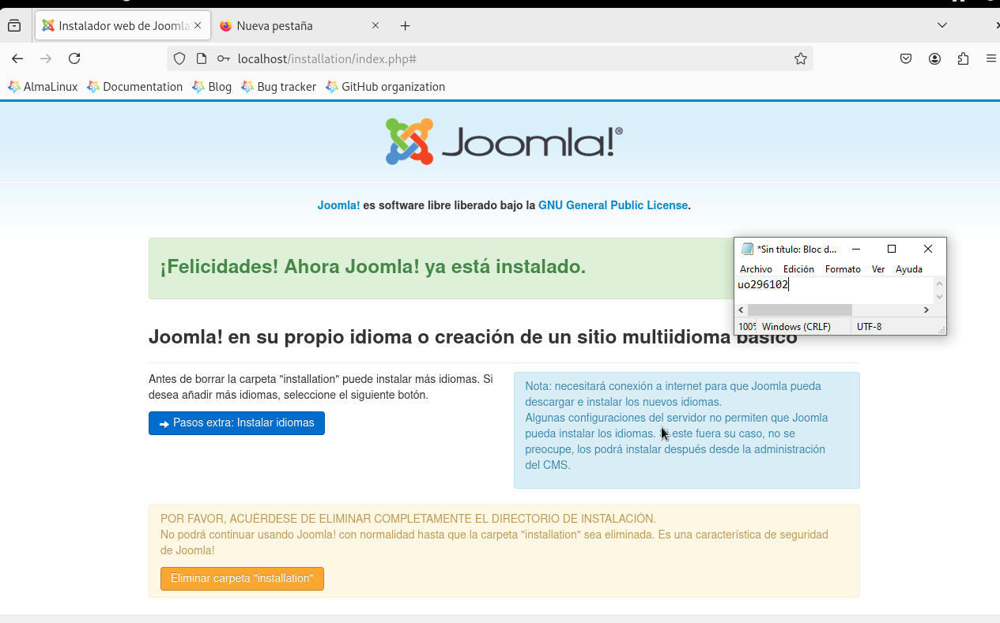 Instalador web de Joomla
Nueva pestaña
localhost/installation/index.php#
AlmaLinux
Documentation
Blog
Bug tracker
GitHub organization
Joomla!®
Joomla! es software libre liberado bajo la GNU General Public License.
¡Felicidades! Ahora Joomla! ya está instalado.
*Sin título: Bloc d...
Archivo Edición Formato Ver Ayuda
uo296102
100%
Windows (CRLF)
UTF-8
Joomla! en su propio idioma o creación de un sitio multiidioma básico
Antes de borrar la carpeta "installation" puede instalar más idiomas. Si
desea añadir más idiomas, seleccione el siguiente botón.
Pasos extra: Instalar idiomas
Nota: necesitará conexión a internet para que Joomla pueda
descargar e instalar los nuevos idiomas.
Algunas configuraciones del servidor no permiten que Joomla
pueda instalar los idiomas. Si este fuera su caso, no se
preocupe, los podrá instalar después desde la administración
del CMS.
POR FAVOR, ACUÉRDESE DE ELIMINAR COMPLETAMENTE EL DIRECTORIO DE INSTALACIÓN.
No podrá continuar usando Joomla! con normalidad hasta que la carpeta "installation" sea eliminada. Es una característica de seguridad
de Joomla!
Eliminar carpeta "installation"